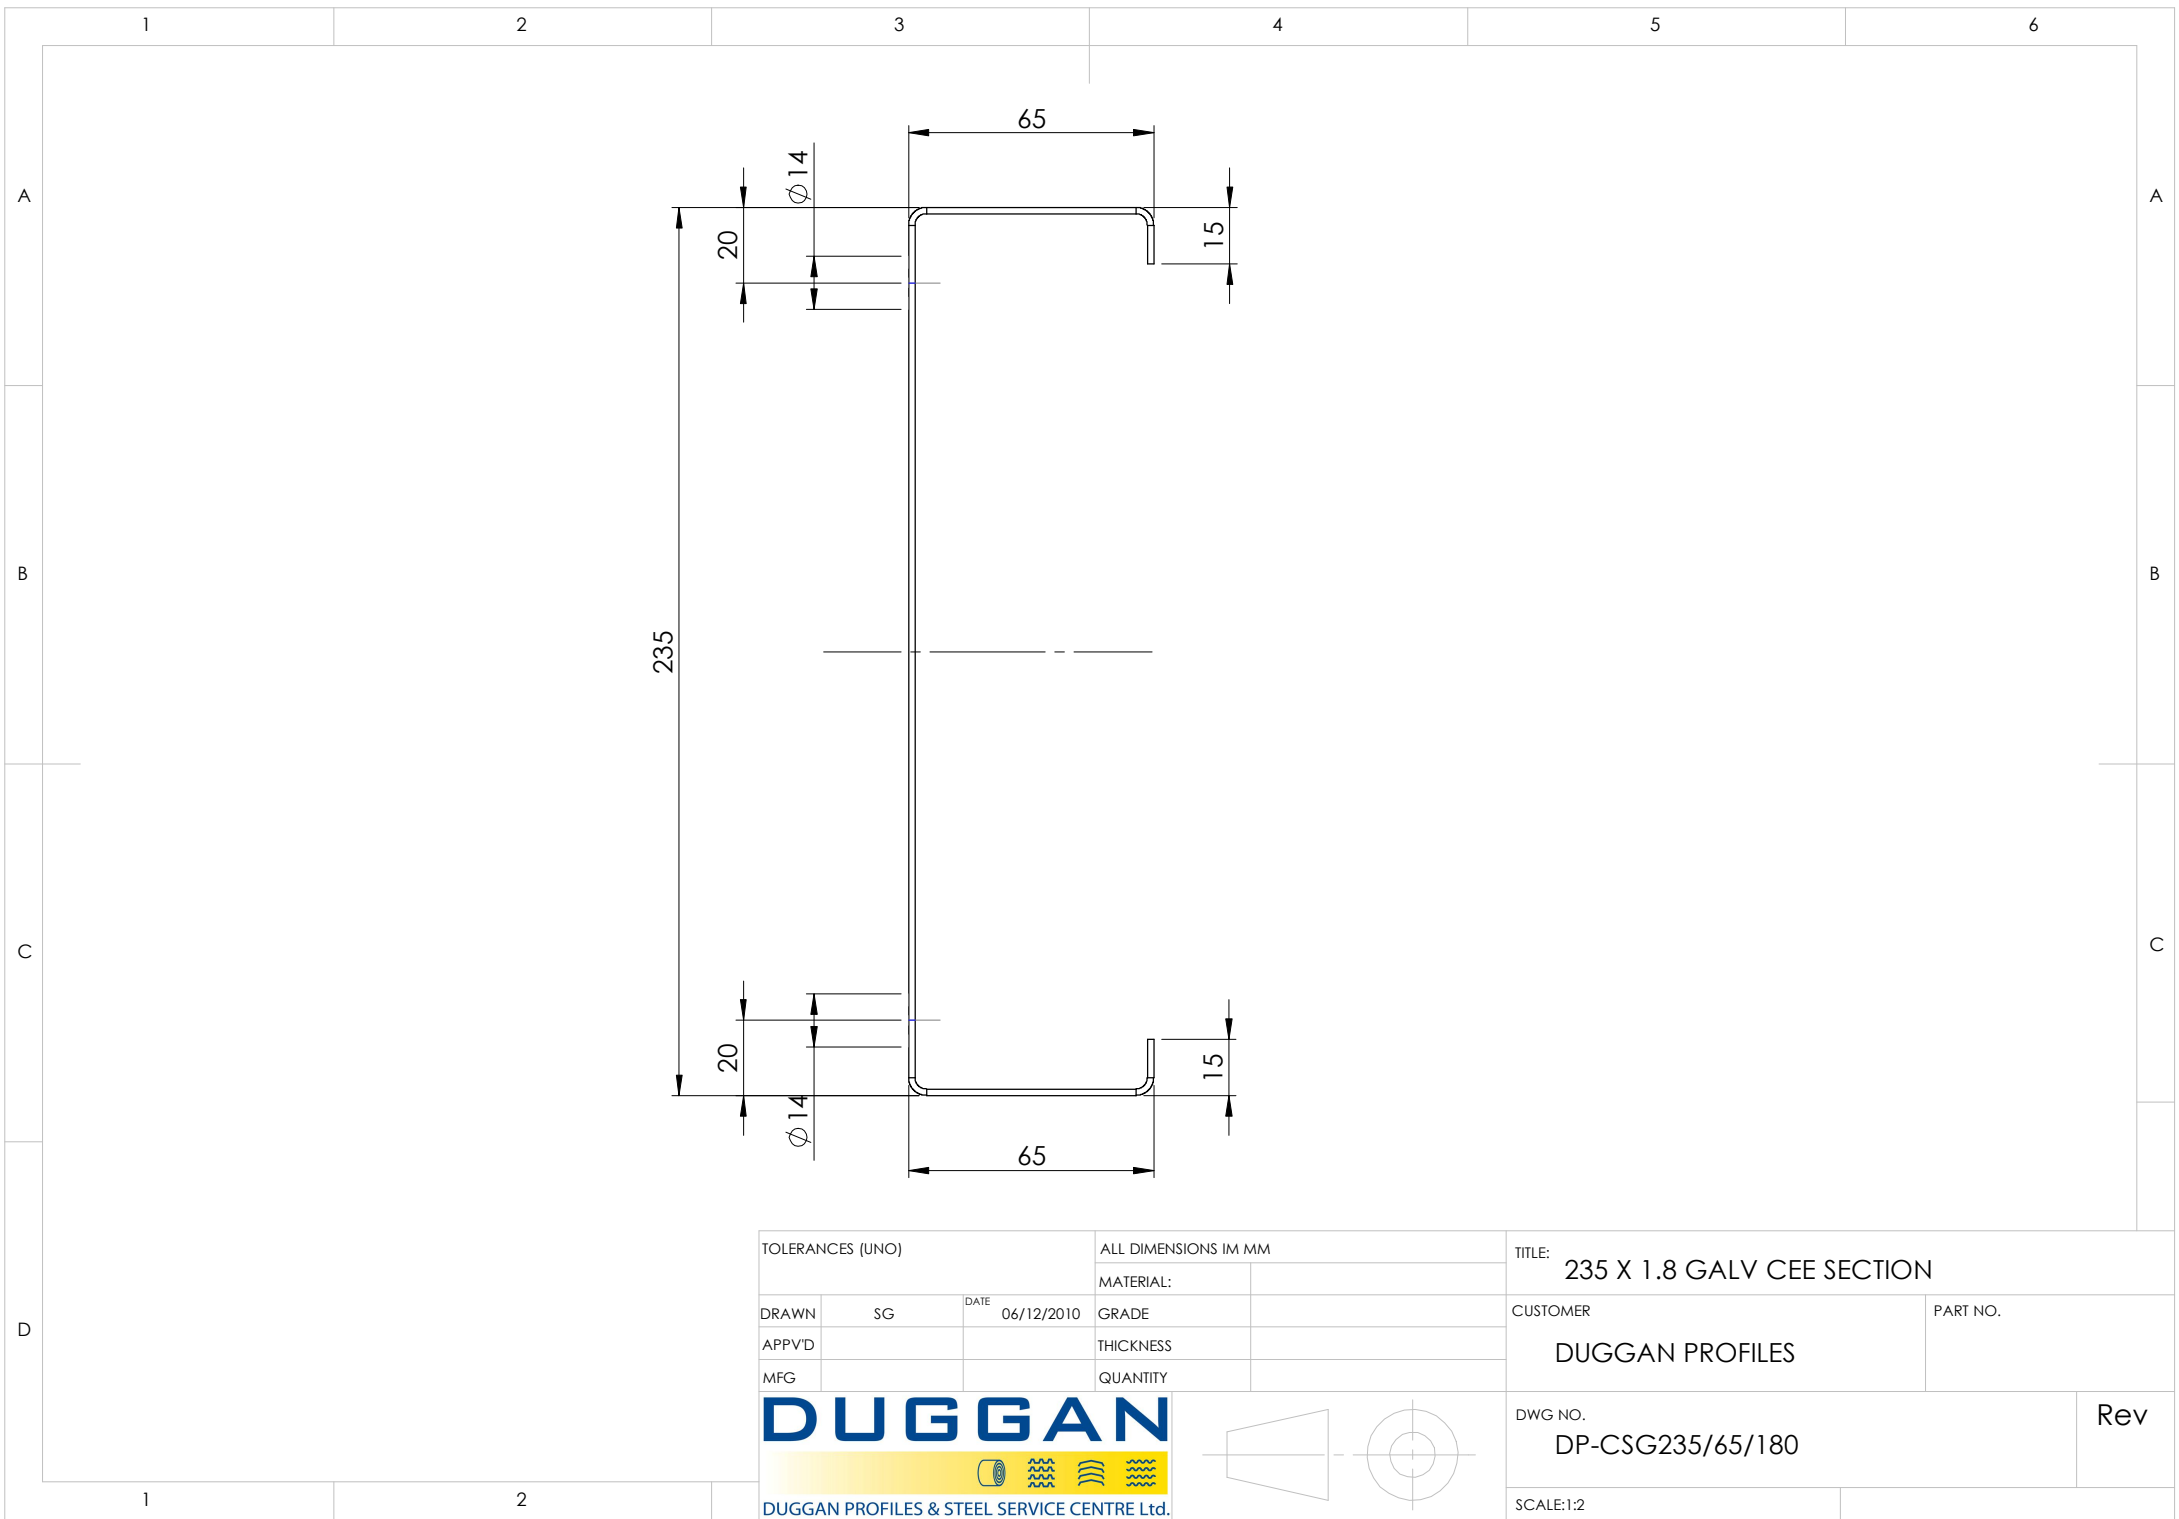 1 2 3 4 5 6
A A
B B
C C
D
65
Ø14
20
15
235
20
Ø14
15
65
TOLERANCES (UNO)
ALL DIMENSIONS IM MM
MATERIAL:
DRAWN SG DATE 06/12/2010 GRADE
APPV'D THICKNESS
MFG QUANTITY
TITLE: 235 X 1.8 GALV CEE SECTION
CUSTOMER PART NO.
DUGGAN PROFILES
DWG NO. Rev
DP-CSG235/65/180
SCALE:1:2
DUGGAN
DUGGAN PROFILES & STEEL SERVICE CENTRE Ltd.
1 2